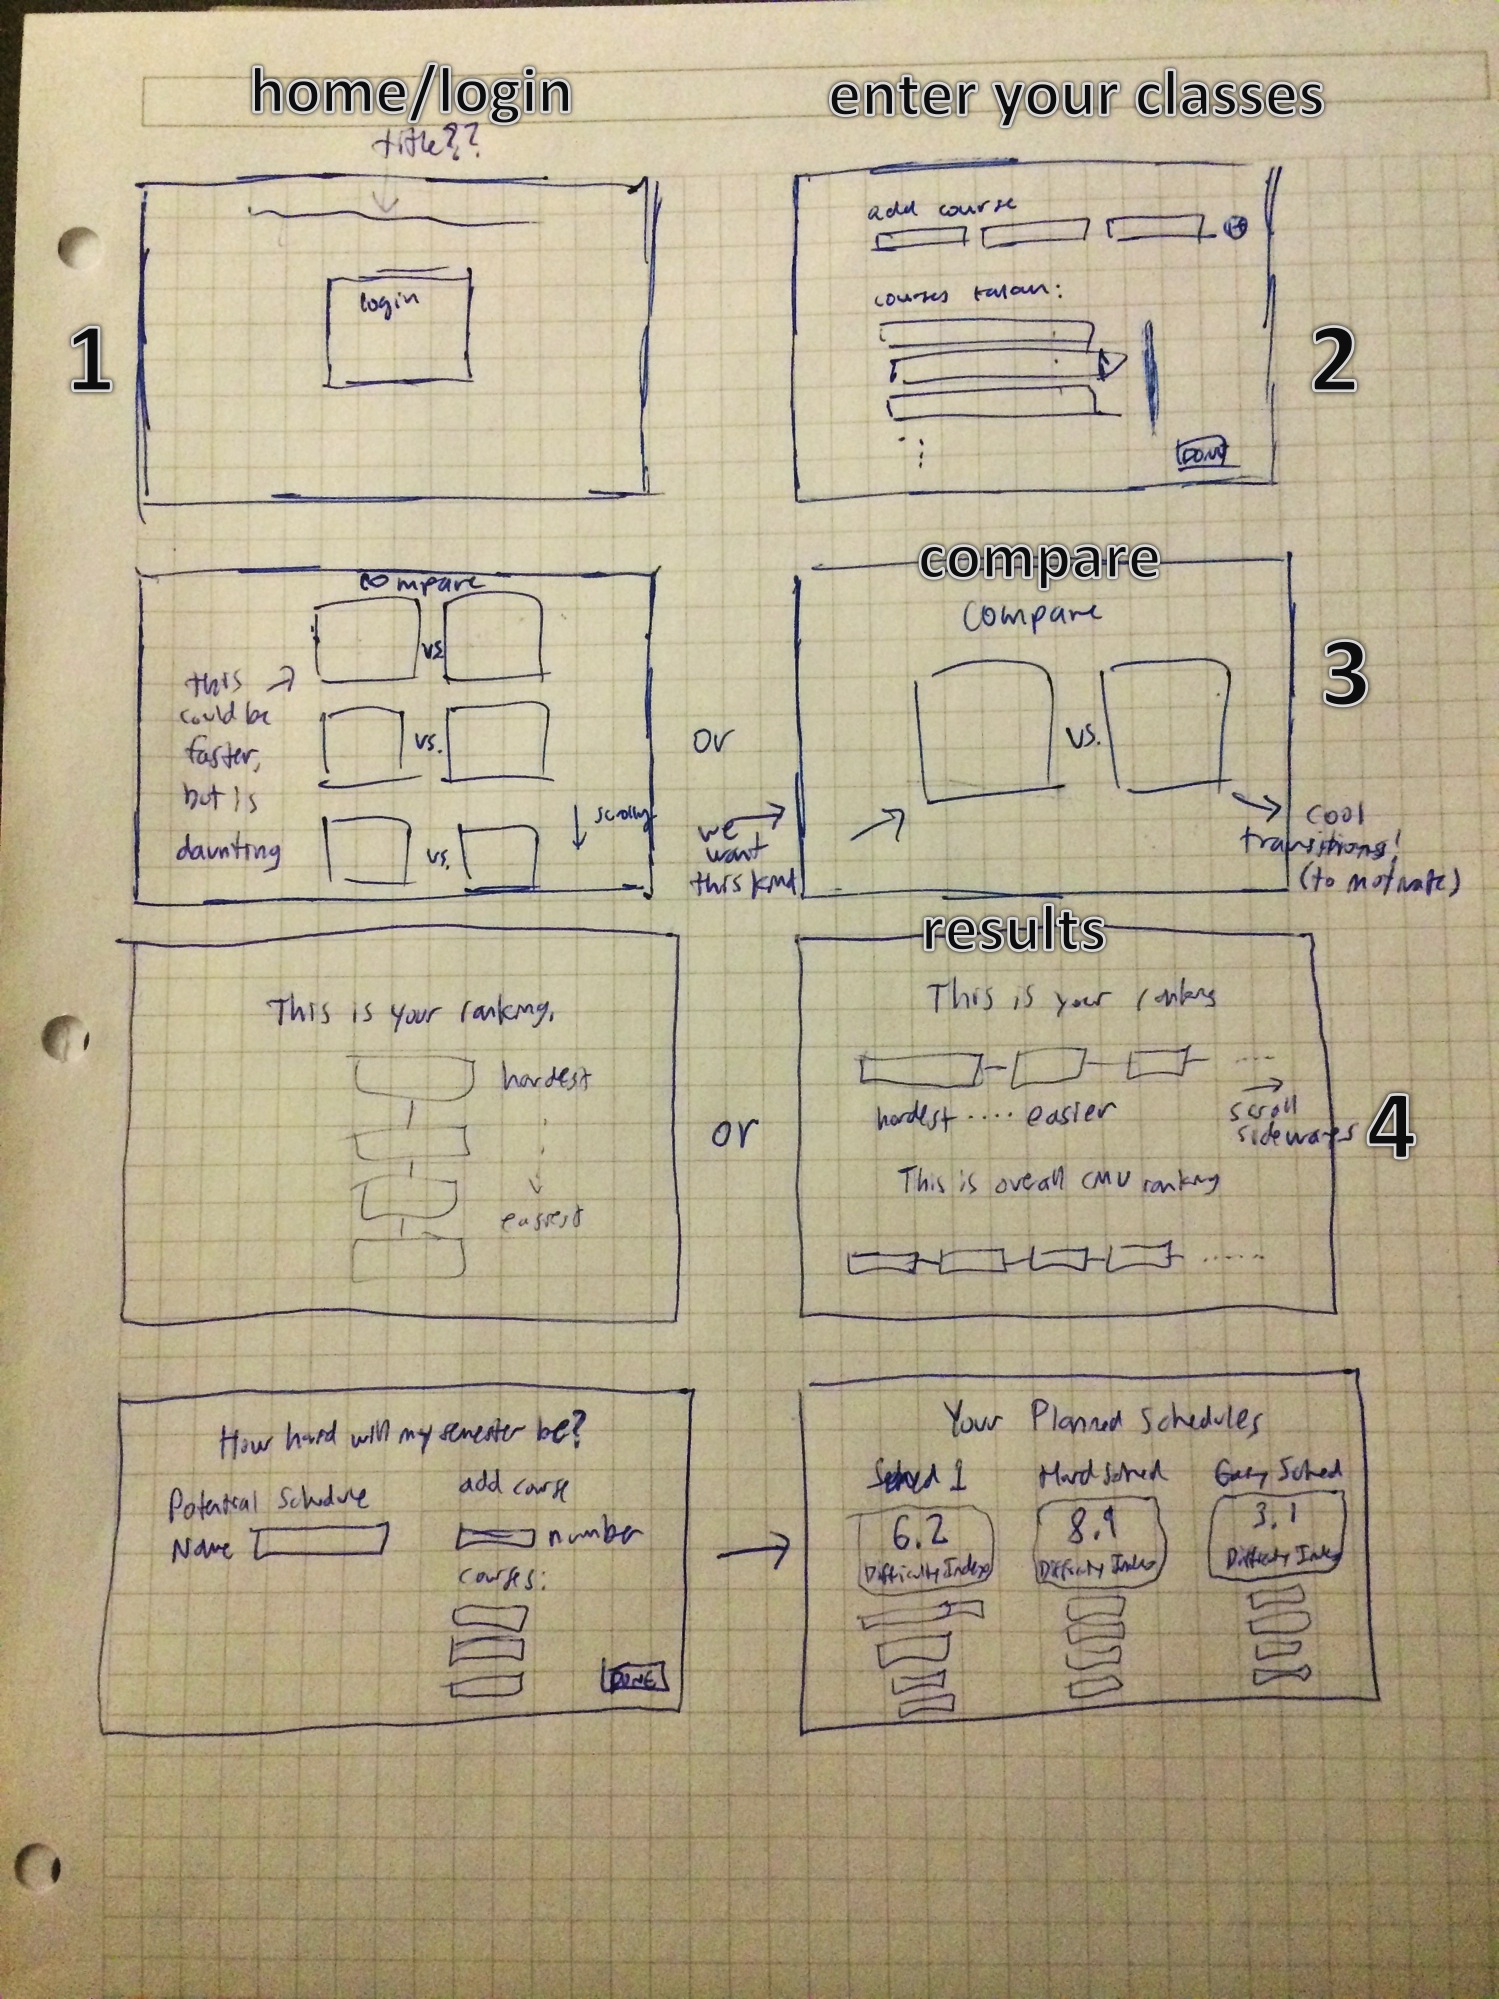 home/login
enter your classes
title??
login
1
add course
courses taken:
DONE
2
compare
vs
this
could be
faster,
but is
daunting
vs.
vs.
scrolly
or
we
want
this kind
compare
Compare
vs.
3
cool
transitions!
(to motivate)
This is your ranking.
hardest
easiest
or
results
This is your ranking
hardest .... easier
scroll
sideways
4
This is overall CMU ranking
How hard will my semester be?
Potential Schedule
Name
add course
number
courses:
DONE
Your Planned Schedules
Sched 1
6.2
Difficulty Index
Hard Sched
8.9
Difficulty Index
Easy Sched
3.1
Difficulty Index